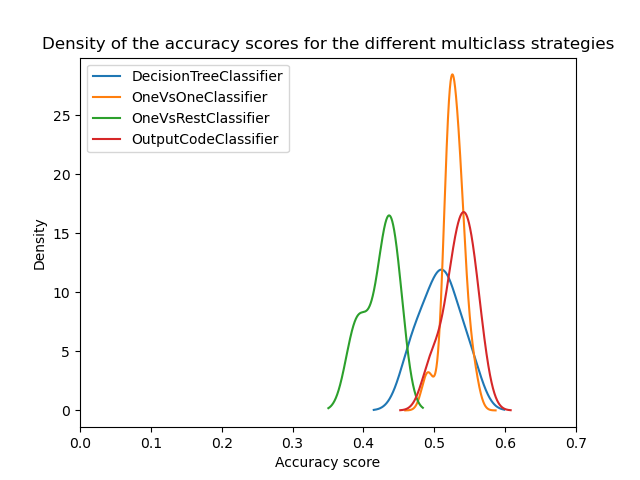 Density of the accuracy scores for the different multiclass strategies
DecisionTreeClassifier
OneVsOneClassifier
OneVsRestClassifier
OutputCodeClassifier
25
20
15
10
5
0
Density
0.0 0.1 0.2 0.3 0.4 0.5 0.6 0.7
Accuracy score